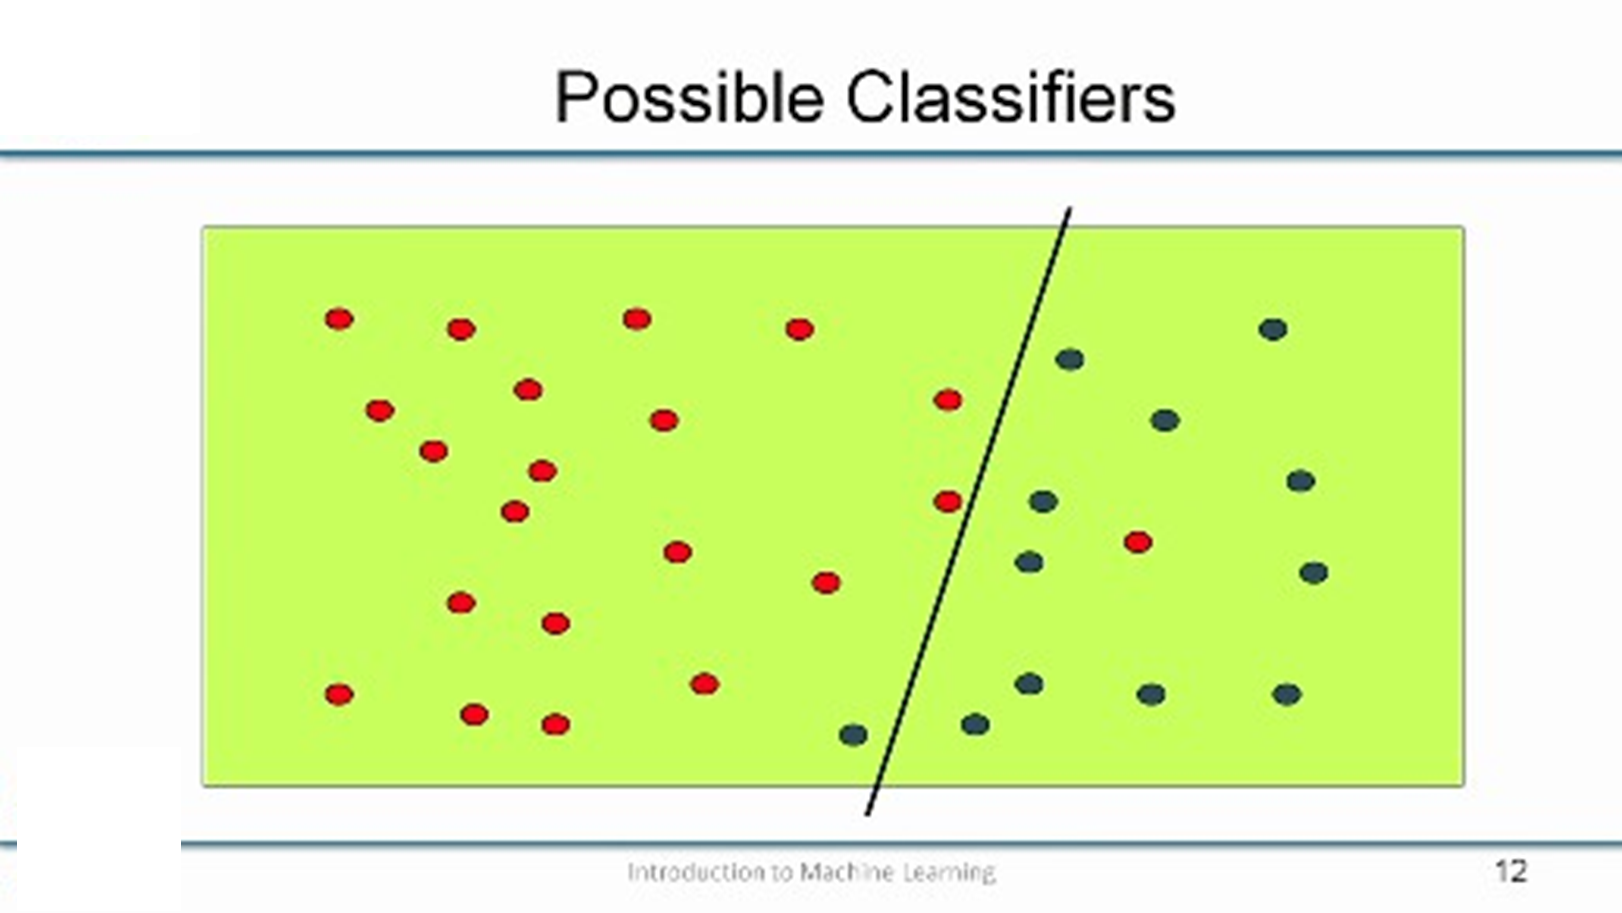 Possible Classifiers
Introduction to Machine Learning
12